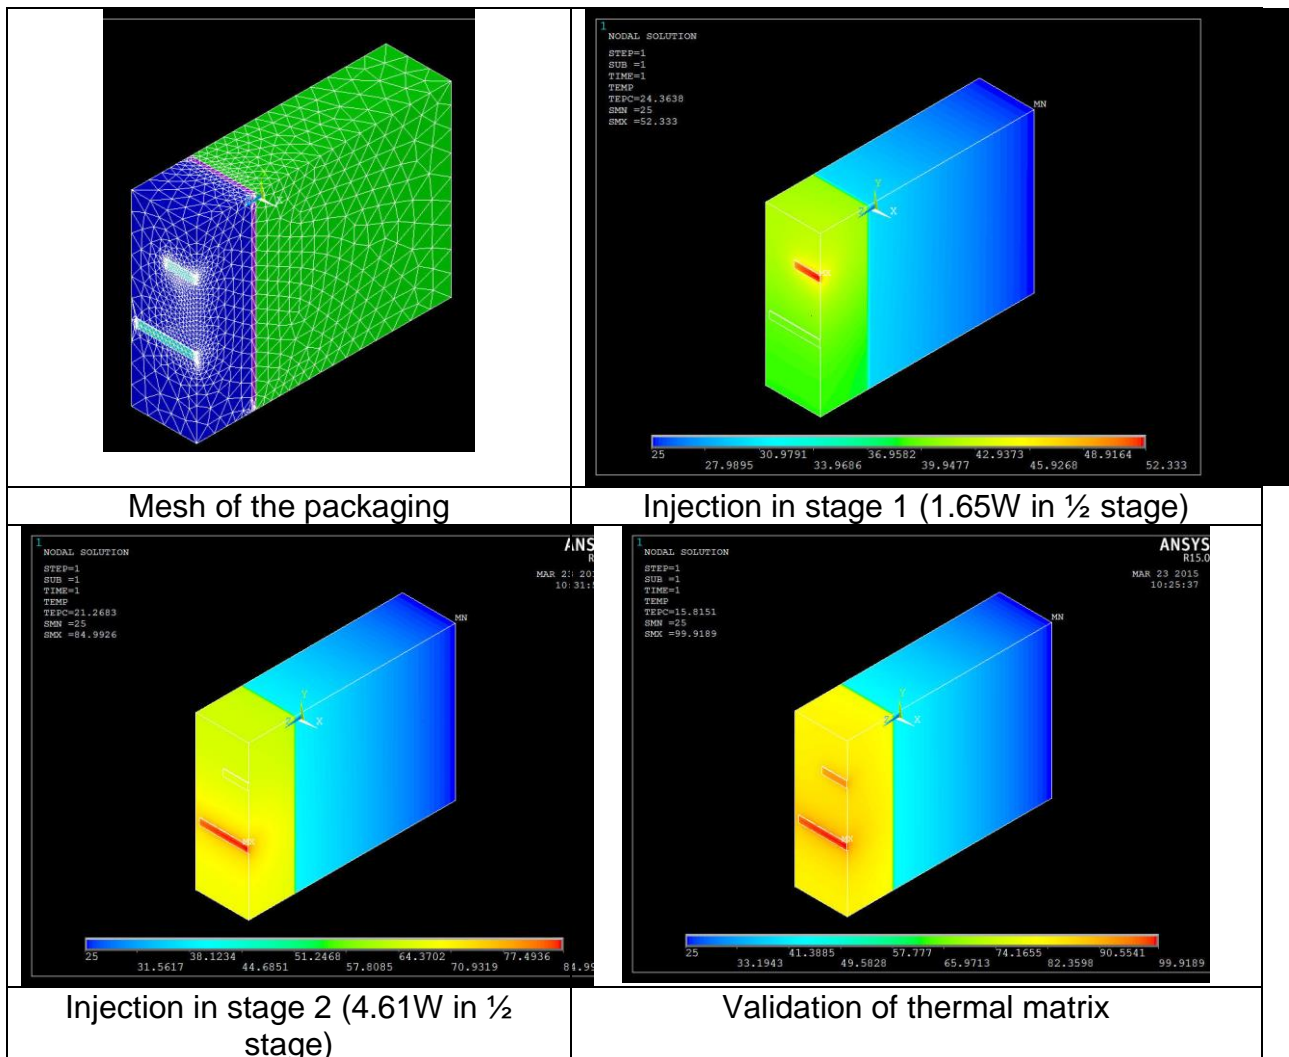 Mesh of the packaging
1
NODAL SOLUTION
STEP=1
SUB =1
TIME=1
TEMP
TEPC=24.3638
SMN =25
SMX =52.333
MN
Y
Z
X
MX
25 30.9791 36.9582 42.9373 48.9164
27.9895 33.9686 39.9477 45.9268 52.333
Injection in stage 1 (1.65W in ½ stage)
1
NODAL SOLUTION
STEP=1
SUB =1
TIME=1
TEMP
TEPC=21.2683
SMN =25
SMX =84.9926
MAR
MN
Y
Z
X
MX
25 38.1234 51.2468 64.3702 77.4936
31.5617 44.6851 57.8085 70.9319
Injection in stage 2 (4.61W in ½
stage)
1
NODAL SOLUTION
STEP=1
SUB =1
TIME=1
TEMP
TEPC=15.8151
SMN =25
SMX =99.9189
ANSYS
R15.0
MAR 23 2015
10:25:37
MN
Y
Z
X
MX
25 41.3885 57.777 74.1655 90.5541
33.1943 49.5828 65.9713 82.3598 99.9189
Validation of thermal matrix